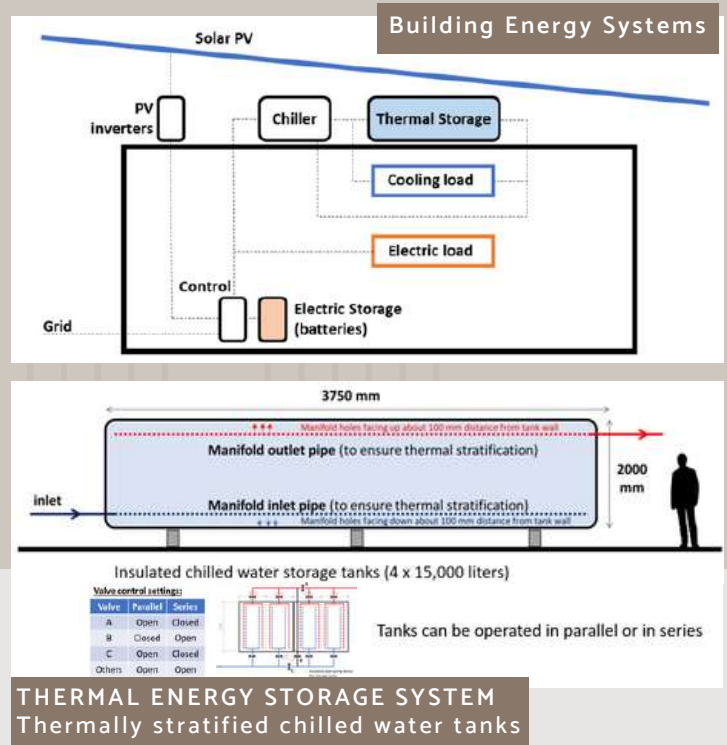 Building Energy Systems
Solar PV
PV
inverters
Chiller
Thermal Storage
Cooling load
Electric load
Control
Electric Storage
(batteries)
Grid
3750 mm
Manifold holes facing up about 100 mm distance from tank wall
Manifold outlet pipe (to ensure thermal stratification)
2000
mm
inlet
Manifold inlet pipe (to ensure thermal stratification)
Manifold holes facing down about 100 mm distance from tank wall
Insulated chilled water storage tanks (4 x 15,000 liters)
Valve control settings:
Valve Parallel Series
A Open Closed
B Closed Open
C Open Closed
Others Open Open
Tanks can be operated in parallel or in series
THERMAL ENERGY STORAGE SYSTEM
Thermally stratified chilled water tanks